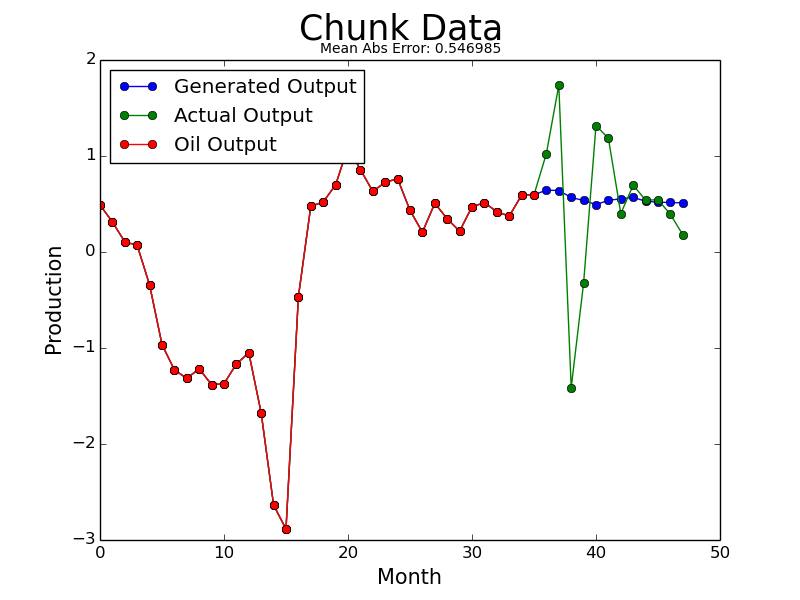 Chunk Data
Mean Abs Error: 0.546985
Generated Output
Actual Output
Oil Output
2
1
0
−1
−2
−3
Production
0 10 20 30 40 50
Month